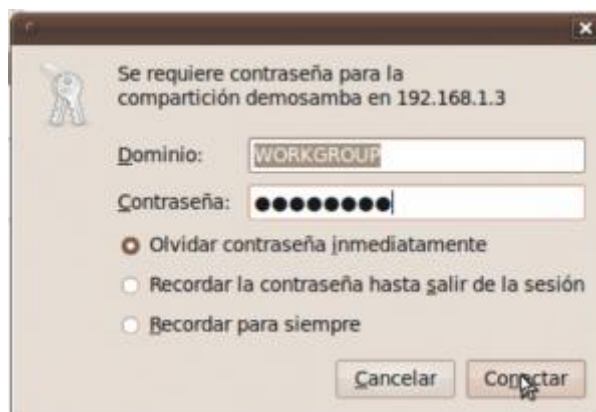 Se requiere contraseña para la
compartición demosamba en 192.168.1.3
Dominio: WORKGROUP
Contraseña: ●●●●●●●●
Olvidar contraseña inmediatamente
Recordar la contraseña hasta salir de la sesión
Recordar para siempre
Cancelar Conectar